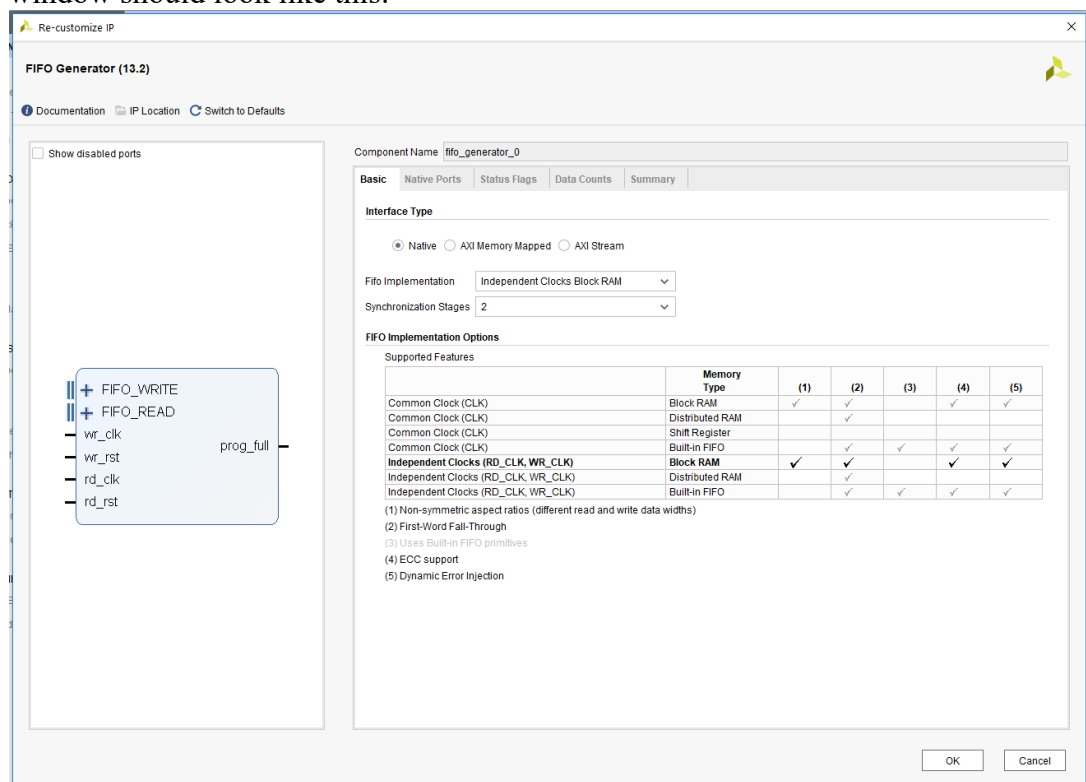 window should look like this:
Re-customize IP
FIFO Generator (13.2)
Documentation IP Location Switch to Defaults
Show disabled ports
Component Name fifo_generator_0
Basic Native Ports Status Flags Data Counts Summary
Interface Type
Native AXI Memory Mapped AXI Stream
Fifo Implementation Independent Clocks Block RAM
Synchronization Stages 2
FIFO Implementation Options
Supported Features
Memory Type (1) (2) (3) (4) (5)
Common Clock (CLK) Block RAM ✓ ✓ ✓ ✓
Common Clock (CLK) Distributed RAM ✓
Common Clock (CLK) Shift Register
Common Clock (CLK) Built-in FIFO ✓ ✓ ✓ ✓
Independent Clocks (RD_CLK, WR_CLK) Block RAM ✓ ✓ ✓ ✓
Independent Clocks (RD_CLK, WR_CLK) Distributed RAM ✓
Independent Clocks (RD_CLK, WR_CLK) Built-in FIFO ✓ ✓ ✓ ✓
(1) Non-symmetric aspect ratios (different read and write data widths)
(2) First-Word Fall-Through
(3) Uses Built-in FIFO primitives
(4) ECC support
(5) Dynamic Error Injection
FIFO_WRITE
FIFO_READ
wr_clk
wr_rst
rd_clk
rd_rst
prog_full
OK Cancel